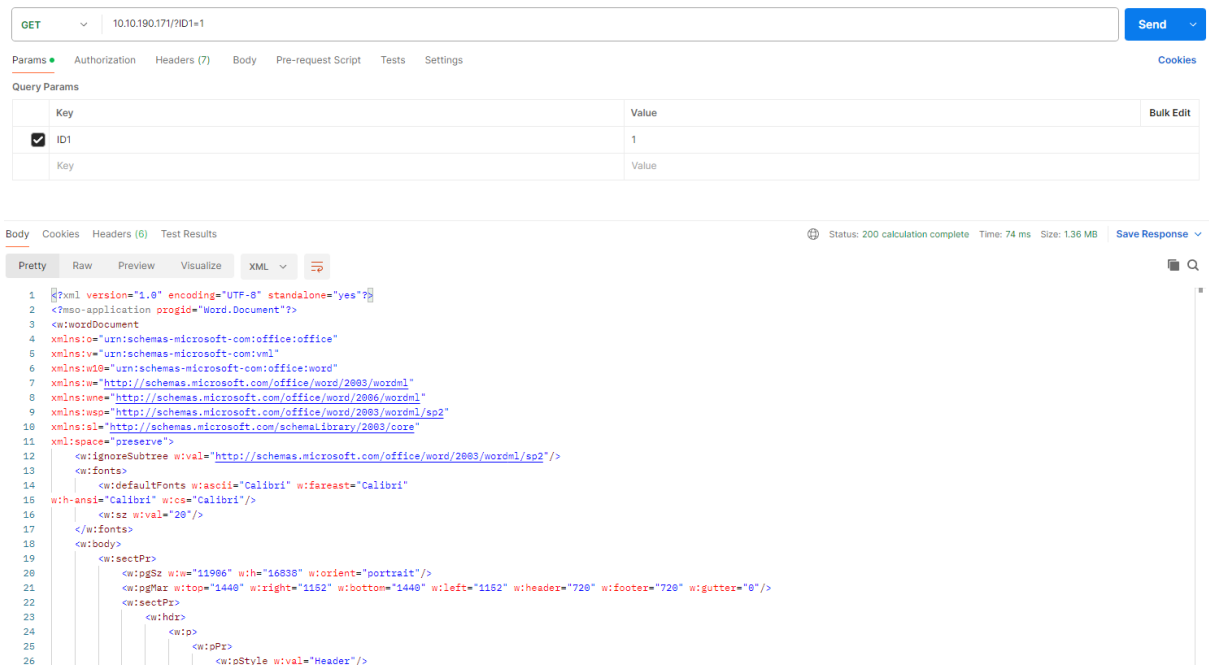 GET 10.10.190.171/?ID1=1 Send
Params Authorization Headers (7) Body Pre-request Script Tests Settings Cookies
Query Params
Key Value Bulk Edit
ID1 1
Key Value
Body Cookies Headers (6) Test Results Status: 200 calculation complete Time: 74 ms Size: 1.36 MB Save Response
Pretty Raw Preview Visualize XML
1 <?xml version="1.0" encoding="UTF-8" standalone="yes"?>
2 <?mso-application progid="Word.Document"?>
3 <w:wordDocument
4 xmlns:o="urn:schemas-microsoft-com:office:office"
5 xmlns:v="urn:schemas-microsoft-com:vml"
6 xmlns:w10="urn:schemas-microsoft-com:office:word"
7 xmlns:w="http://schemas.microsoft.com/office/word/2003/wordml"
8 xmlns:wne="http://schemas.microsoft.com/office/word/2006/wordml"
9 xmlns:wsp="http://schemas.microsoft.com/office/word/2003/wordml/sp2"
10 xmlns:sl="http://schemas.microsoft.com/schemaLibrary/2003/core"
11 xml:space="preserve">
12 <w:ignoreSubtree w:val="http://schemas.microsoft.com/office/word/2003/wordml/sp2"/>
13 <w:fonts>
14 <w:defaultFonts w:ascii="Calibri" w:fareast="Calibri"
15 w:h-ansi="Calibri" w:cs="Calibri"/>
16 <w:sz w:val="20"/>
17 </w:fonts>
18 <w:body>
19 <w:sectPr>
20 <w:pgSz w:w="11906" w:h="16838" w:orient="portrait"/>
21 <w:pgMar w:top="1440" w:right="1152" w:bottom="1440" w:left="1152" w:header="720" w:footer="720" w:gutter="0"/>
22 <w:sectPr>
23 <w:hdr>
24 <w:p>
25 <w:pPr>
26 <w:pStyle w:val="Header"/>